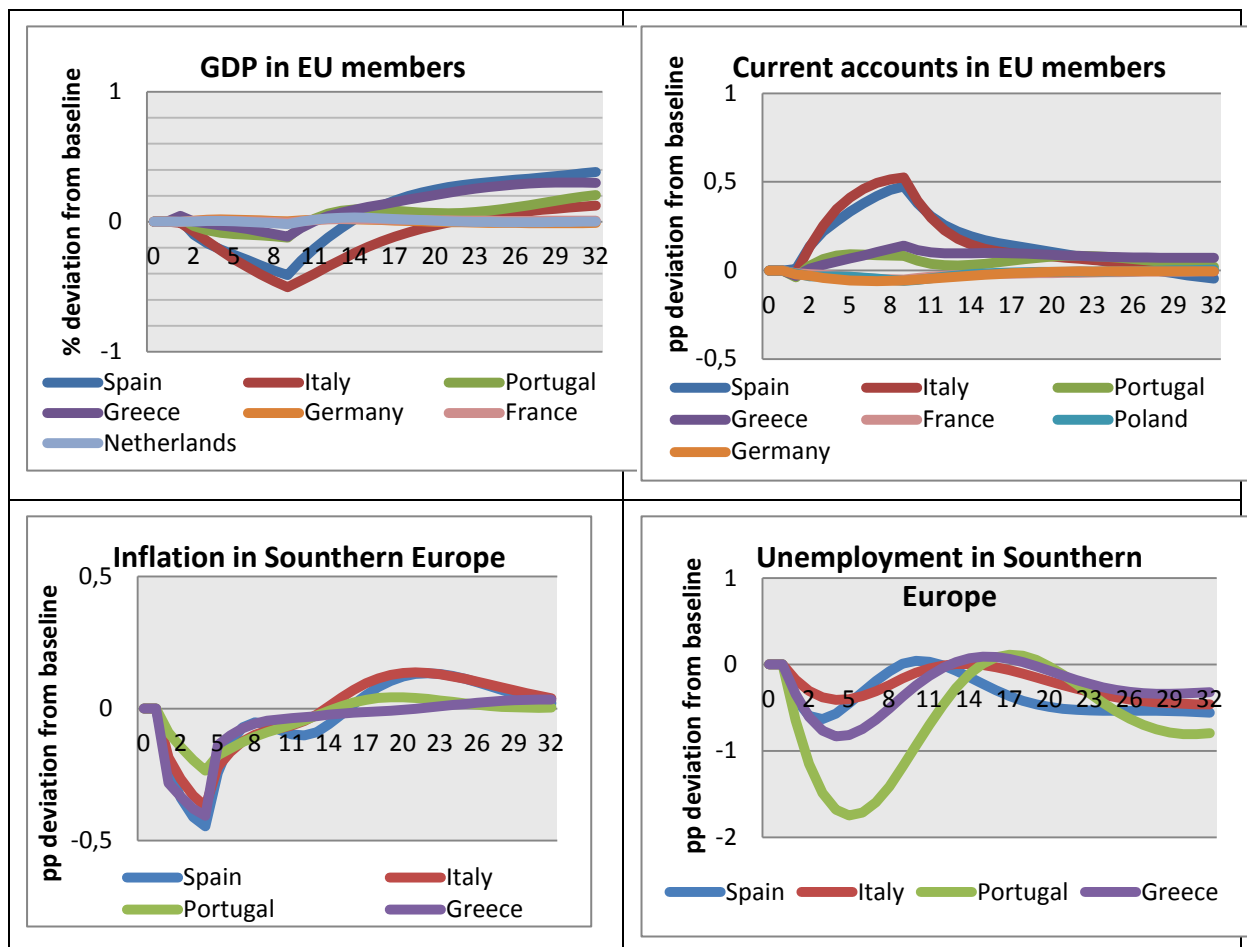 GDP in EU members
% deviation from baseline
1
0
-1
0 2 5 8 11 14 17 20 23 26 29 32
Spain Italy Portugal
Greece Germany France
Netherlands
Current accounts in EU members
pp deviation from baseline
1
0,5
0
-0,5
0 2 5 8 11 14 17 20 23 26 29 32
Spain Italy Portugal
Greece France Poland
Germany
Inflation in Sounthern Europe
pp deviation from baseline
0,5
0
-0,5
0 2 5 8 11 14 17 20 23 26 29 32
Spain Italy
Portugal Greece
Unemployment in Sounthern
Europe
pp deviation from baseline
1
0
-1
-2
0 2 5 8 11 14 17 20 23 26 29 32
Spain Italy Portugal Greece